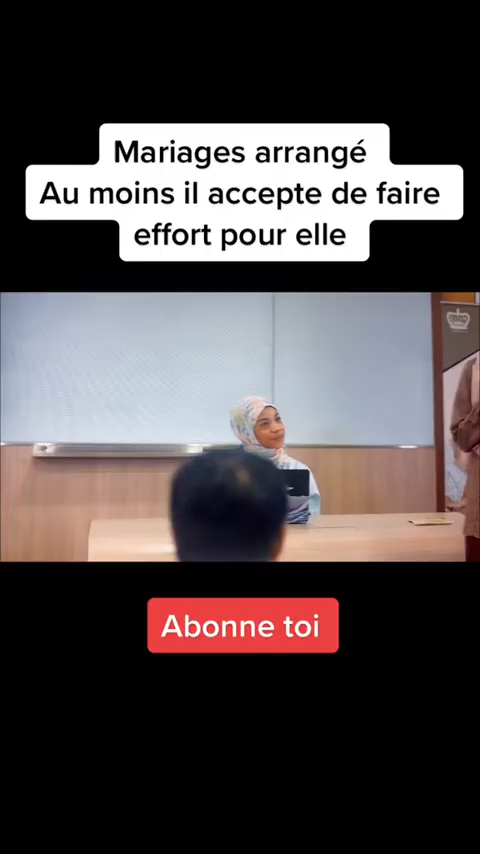 Mariages arrangé
Au moins il accepte de faire
effort pour elle
Abonne toi